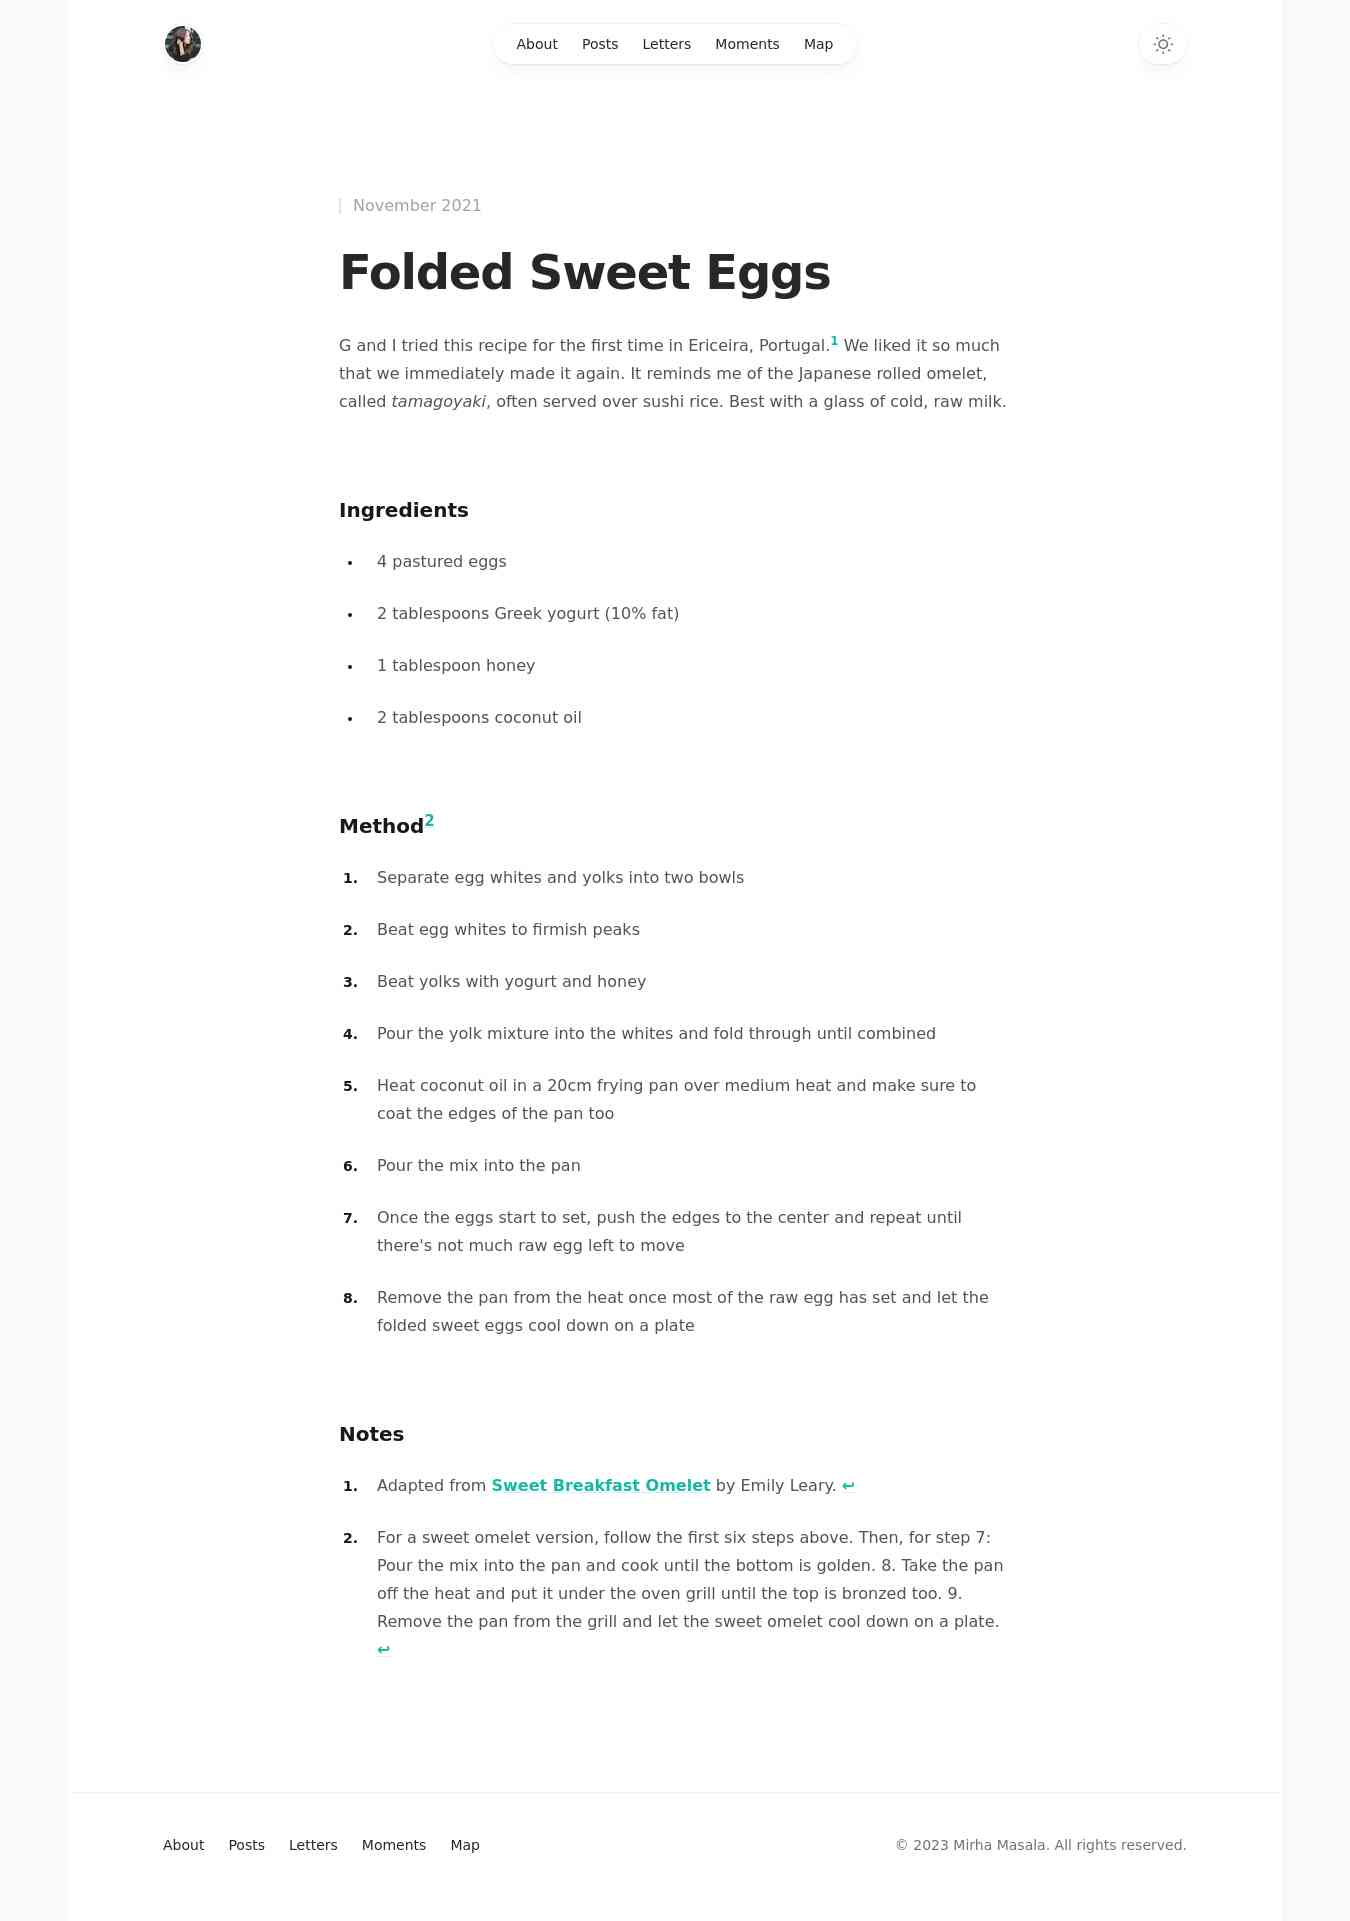 About Posts Letters Moments Map
November 2021
Folded Sweet Eggs
G and I tried this recipe for the first time in Ericeira, Portugal.1 We liked it so much
that we immediately made it again. It reminds me of the Japanese rolled omelet,
called tamagoyaki, often served over sushi rice. Best with a glass of cold, raw milk.
Ingredients
• 4 pastured eggs
• 2 tablespoons Greek yogurt (10% fat)
• 1 tablespoon honey
• 2 tablespoons coconut oil
Method2
1. Separate egg whites and yolks into two bowls
2. Beat egg whites to firmish peaks
3. Beat yolks with yogurt and honey
4. Pour the yolk mixture into the whites and fold through until combined
5. Heat coconut oil in a 20cm frying pan over medium heat and make sure to
coat the edges of the pan too
6. Pour the mix into the pan
7. Once the eggs start to set, push the edges to the center and repeat until
there's not much raw egg left to move
8. Remove the pan from the heat once most of the raw egg has set and let the
folded sweet eggs cool down on a plate
Notes
1. Adapted from Sweet Breakfast Omelet by Emily Leary. ↩
2. For a sweet omelet version, follow the first six steps above. Then, for step 7:
Pour the mix into the pan and cook until the bottom is golden. 8. Take the pan
off the heat and put it under the oven grill until the top is bronzed too. 9.
Remove the pan from the grill and let the sweet omelet cool down on a plate.
↩
About Posts Letters Moments Map
© 2023 Mirha Masala. All rights reserved.